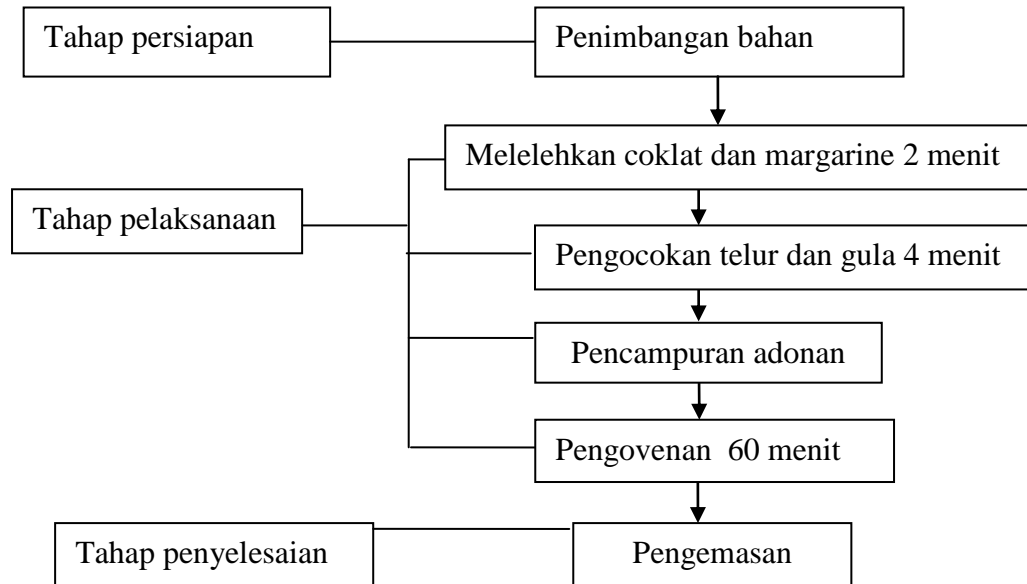 Tahap persiapan
Penimbangan bahan
Melelehkan coklat dan margarine 2 menit
Tahap pelaksanaan
Pengocokan telur dan gula 4 menit
Pencampuran adonan
Pengovenan 60 menit
Tahap penyelesaian
Pengemasan